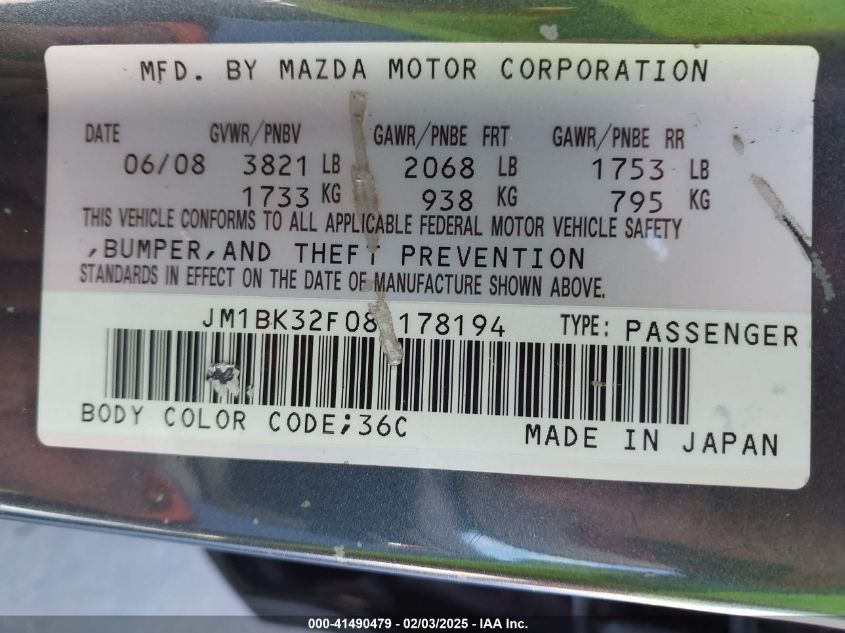 MFD. BY MAZDA MOTOR CORPORATION
DATE GVWR/PNBV GAWR/PNBE FRT GAWR/PNBE RR
06/08 3821 LB 2068 LB 1753 LB
1733 KG 938 KG 795 KG
THIS VEHICLE CONFORMS TO ALL APPLICABLE FEDERAL MOTOR VEHICLE SAFETY
,BUMPER,AND THEFT PREVENTION
STANDARDS IN EFFECT ON THE DATE OF MANUFACTURE SHOWN ABOVE.
JM1BK32F08 178194 TYPE: PASSENGER
BODY COLOR CODE;36C
MADE IN JAPAN
000-41490479 - 02/03/2025 - IAA Inc.